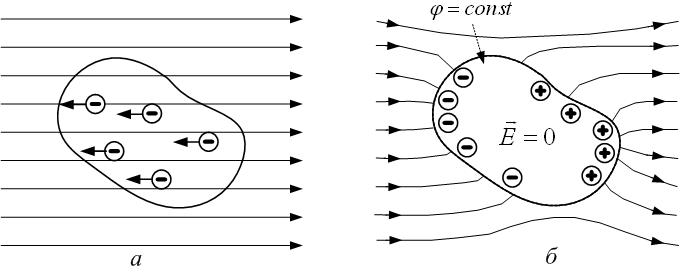 φ = const
E⃗ = 0
а
б